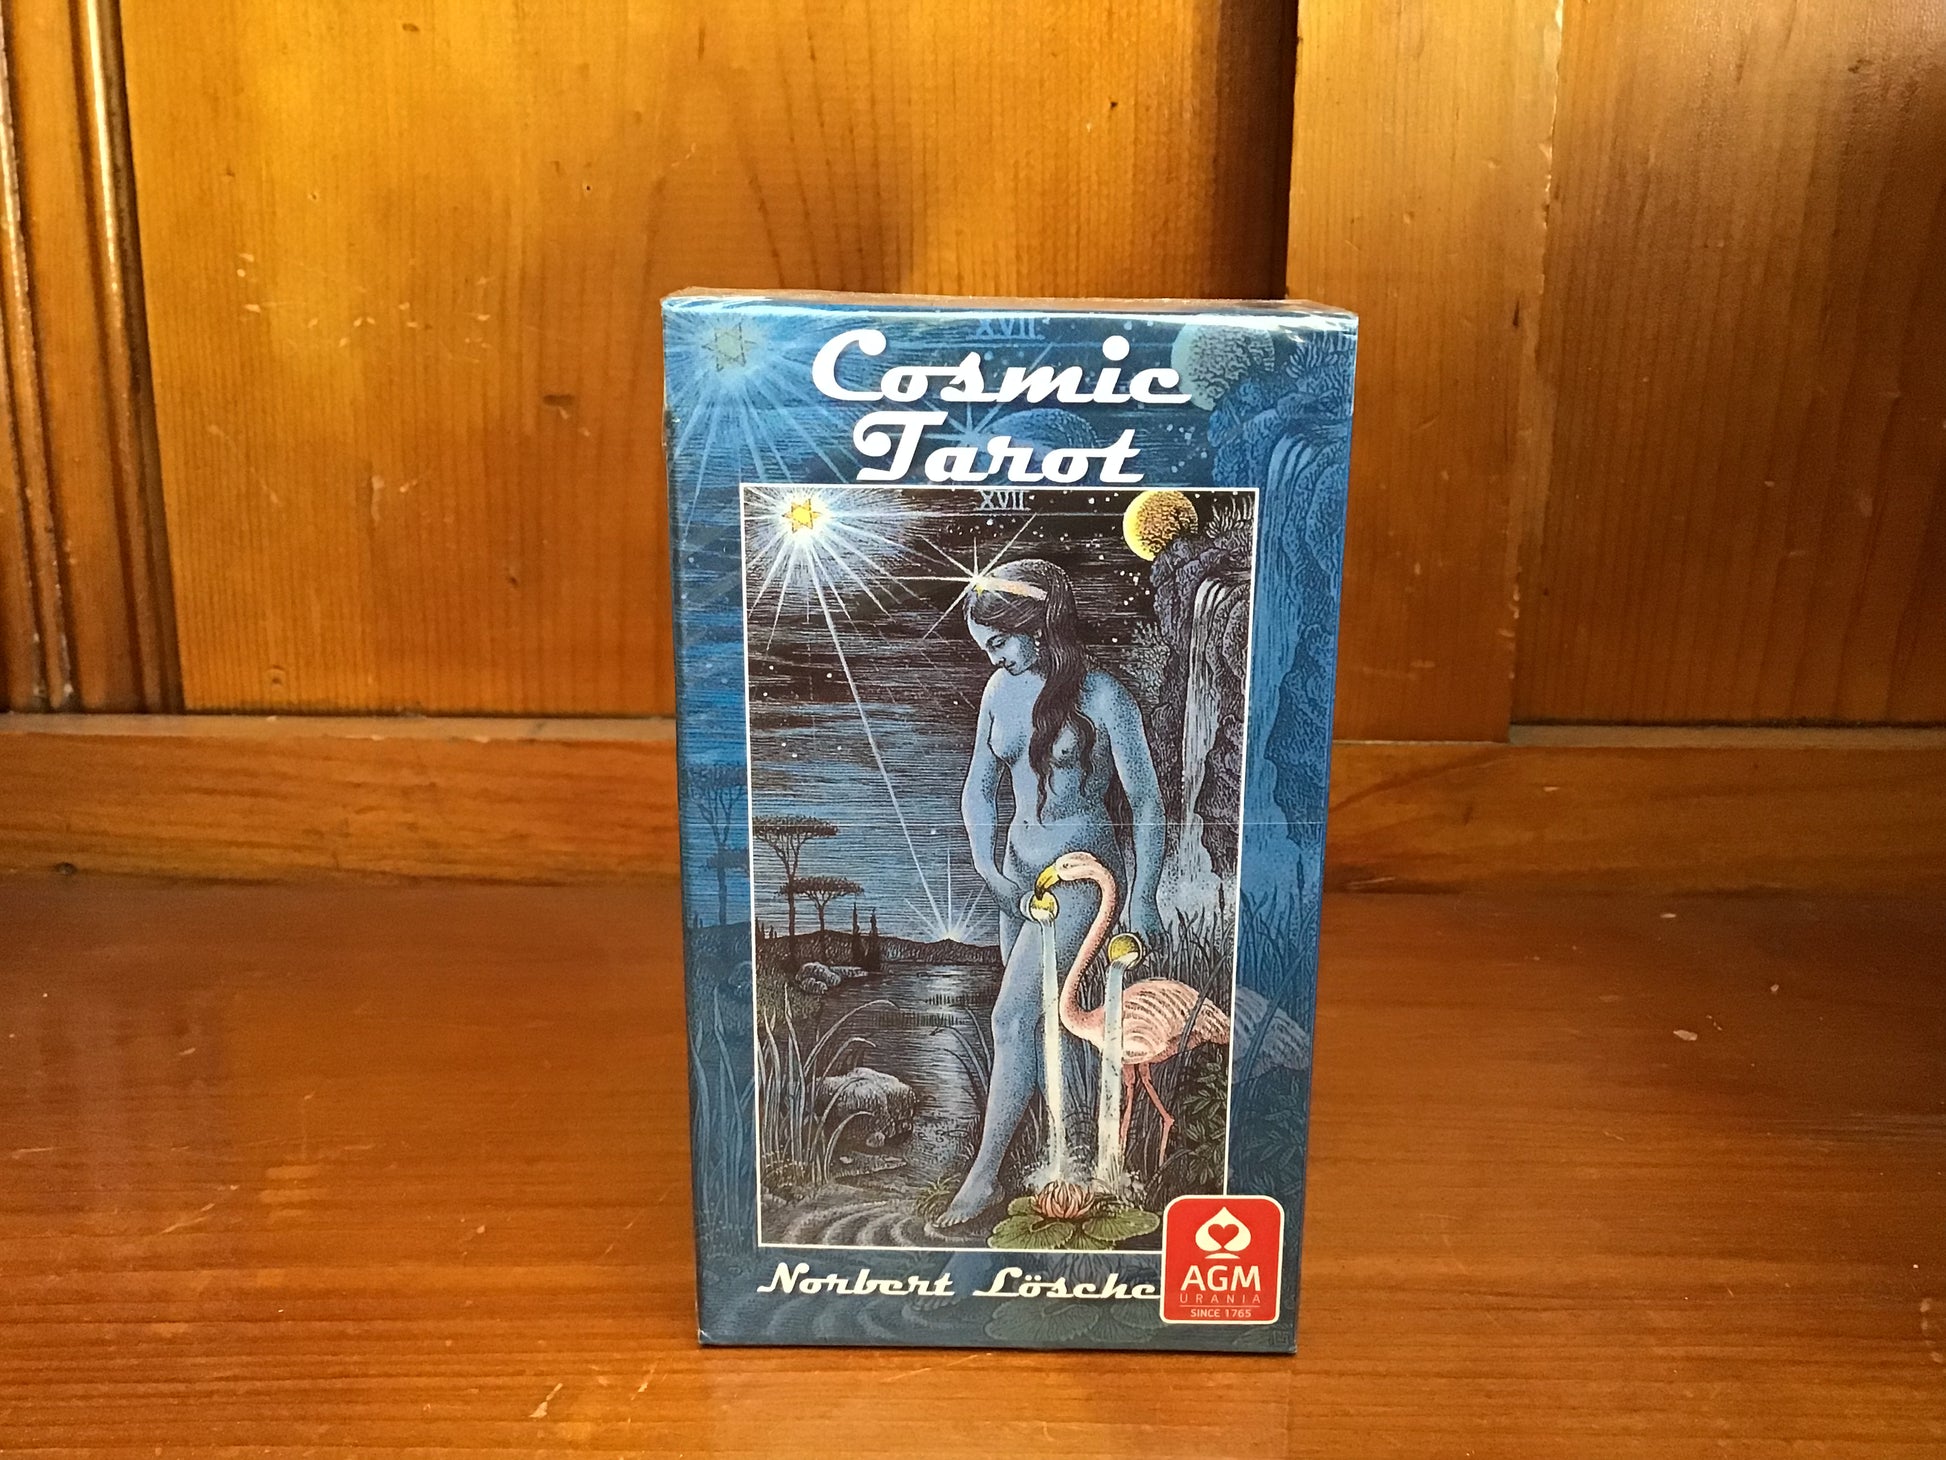 XVII
Cosmic
Tarot
XVII
Norbert Lösche
AGM
URANIA
SINCE 1765